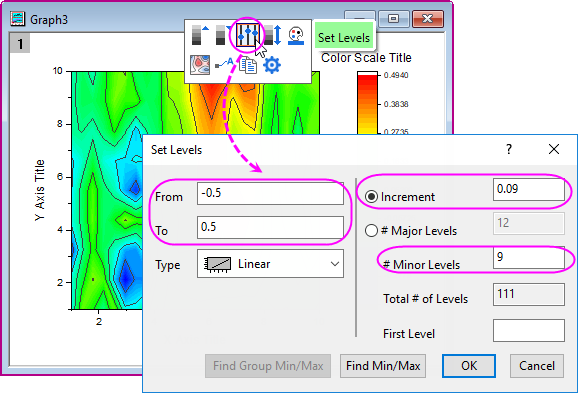 Graph3
1
Set Levels
Color Scale Title
0.4940
0.3838
0.2735
10
8
6
4
2
Y Axis Title
2
Set Levels
?
From
-0.5
To
0.5
Type
Linear
Increment
0.09
# Major Levels
12
# Minor Levels
9
Total # of Levels
111
First Level
Find Group Min/Max
Find Min/Max
OK
Cancel